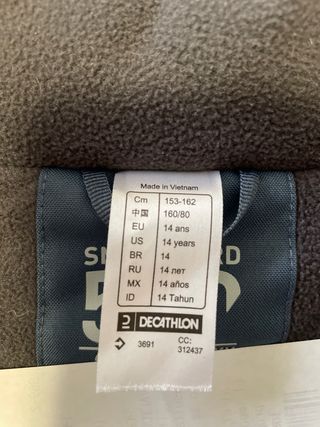 Made in Vietnam
Cm 153-162
中国 160/80
EU 14 ans
US 14 years
BR 14
RU 14 лет
MX 14 años
ID 14 Tahun
DECATHLON
3691 CC: 312437